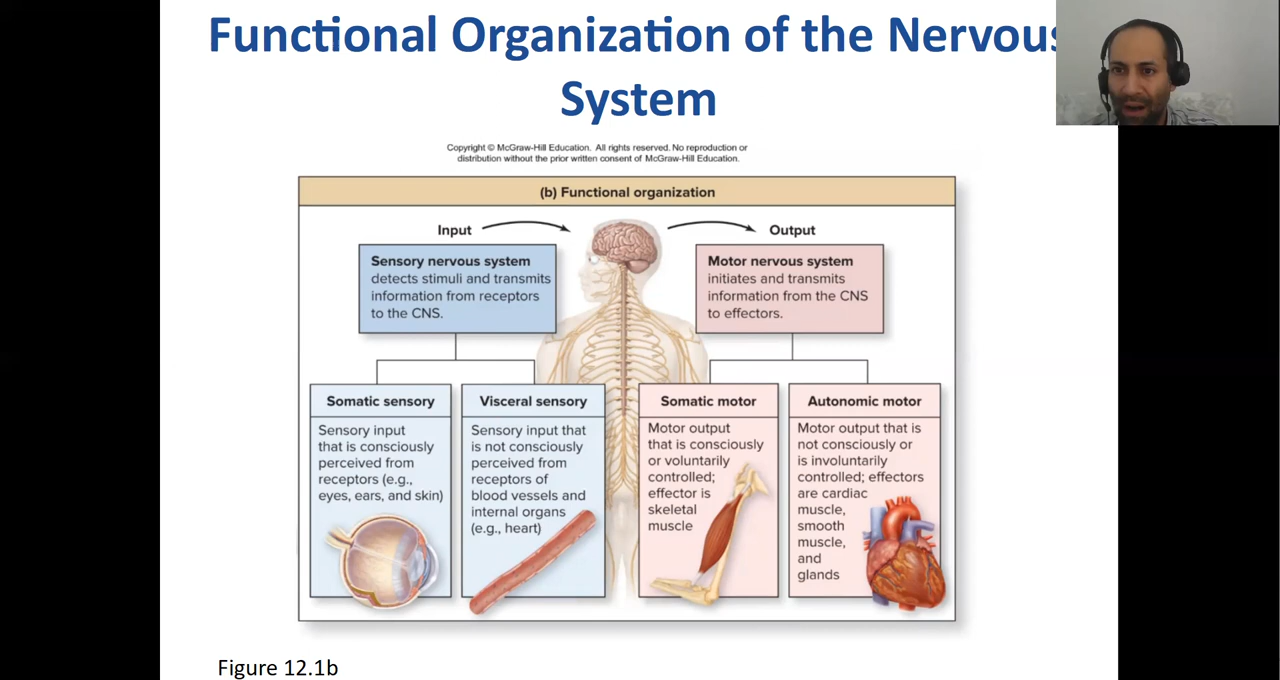 Functional Organization of the Nervous
System
Copyright © McGraw-Hill Education. All rights reserved. No reproduction or
distribution without the prior written consent of McGraw-Hill Education.
(b) Functional organization
Input
Output
Sensory nervous system
detects stimuli and transmits
information from receptors
to the CNS.
Motor nervous system
initiates and transmits
information from the CNS
to effectors.
Somatic sensory
Sensory input
that is consciously
perceived from
receptors (e.g.,
eyes, ears, and skin)
Visceral sensory
Sensory input that
is not consciously
perceived from
receptors of
blood vessels and
internal organs
(e.g., heart)
Somatic motor
Motor output
that is consciously
or voluntarily
controlled;
effector is
skeletal
muscle
Autonomic motor
Motor output that is
not consciously or
is involuntarily
controlled; effectors
are cardiac
muscle,
smooth
muscle,
and
glands
Figure 12.1b